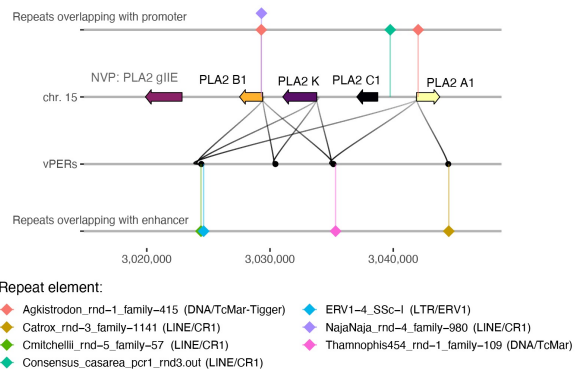 Repeats overlapping with promoter
NVP: PLA2 gIIE
PLA2 B1
PLA2 K
PLA2 C1
PLA2 A1
chr. 15
vPERs
Repeats overlapping with enhancer
3,020,000
3,030,000
3,040,000
Repeat element:
Agkistrodon_rnd-1_family-415 (DNA/TcMar-Tigger)
Catrox_rnd-3_family-1141 (LINE/CR1)
Cmitchellii_rnd-5_family-57 (LINE/CR1)
Consensus_casarea_pcr1_rnd3.out (LINE/CR1)
ERV1-4_SSc-I (LTR/ERV1)
NajaNaja_rnd-4_family-980 (LINE/CR1)
Thamnophis454_rnd-1_family-109 (DNA/TcMar)